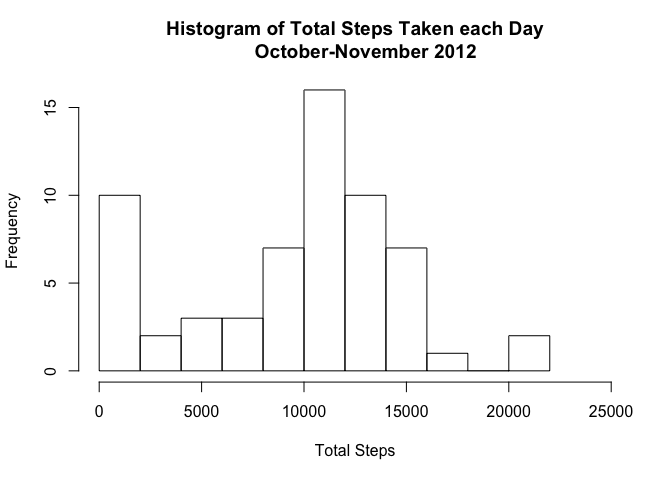 Histogram of Total Steps Taken each Day
October-November 2012
Frequency
15
10
5
0
0 5000 10000 15000 20000 25000
Total Steps